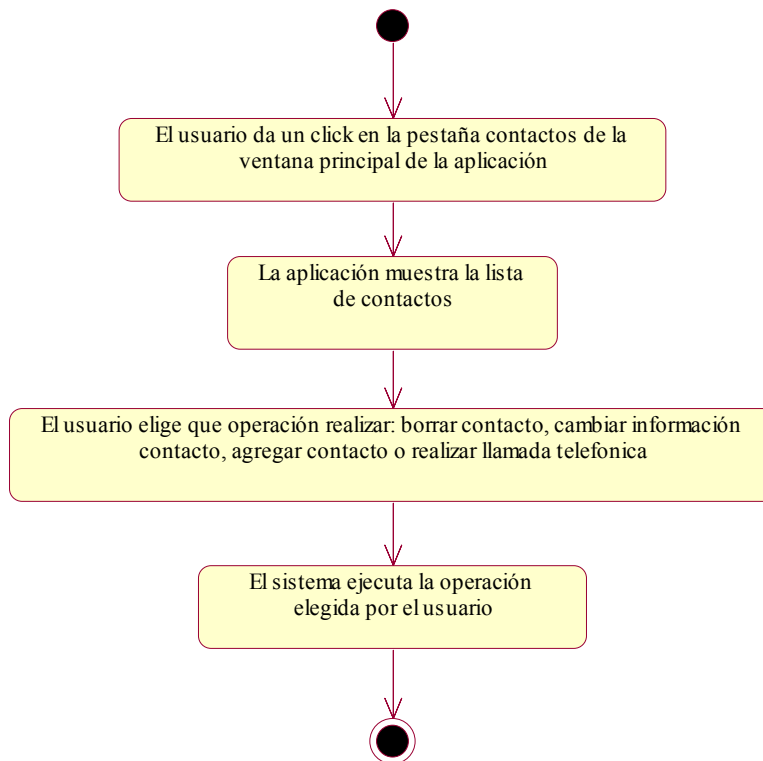 El usuario da un click en la pestaña contactos de la
ventana principal de la aplicación
La aplicación muestra la lista
de contactos
El usuario elige que operación realizar: borrar contacto, cambiar información
contacto, agregar contacto o realizar llamada telefonica
El sistema ejecuta la operación
elegida por el usuario